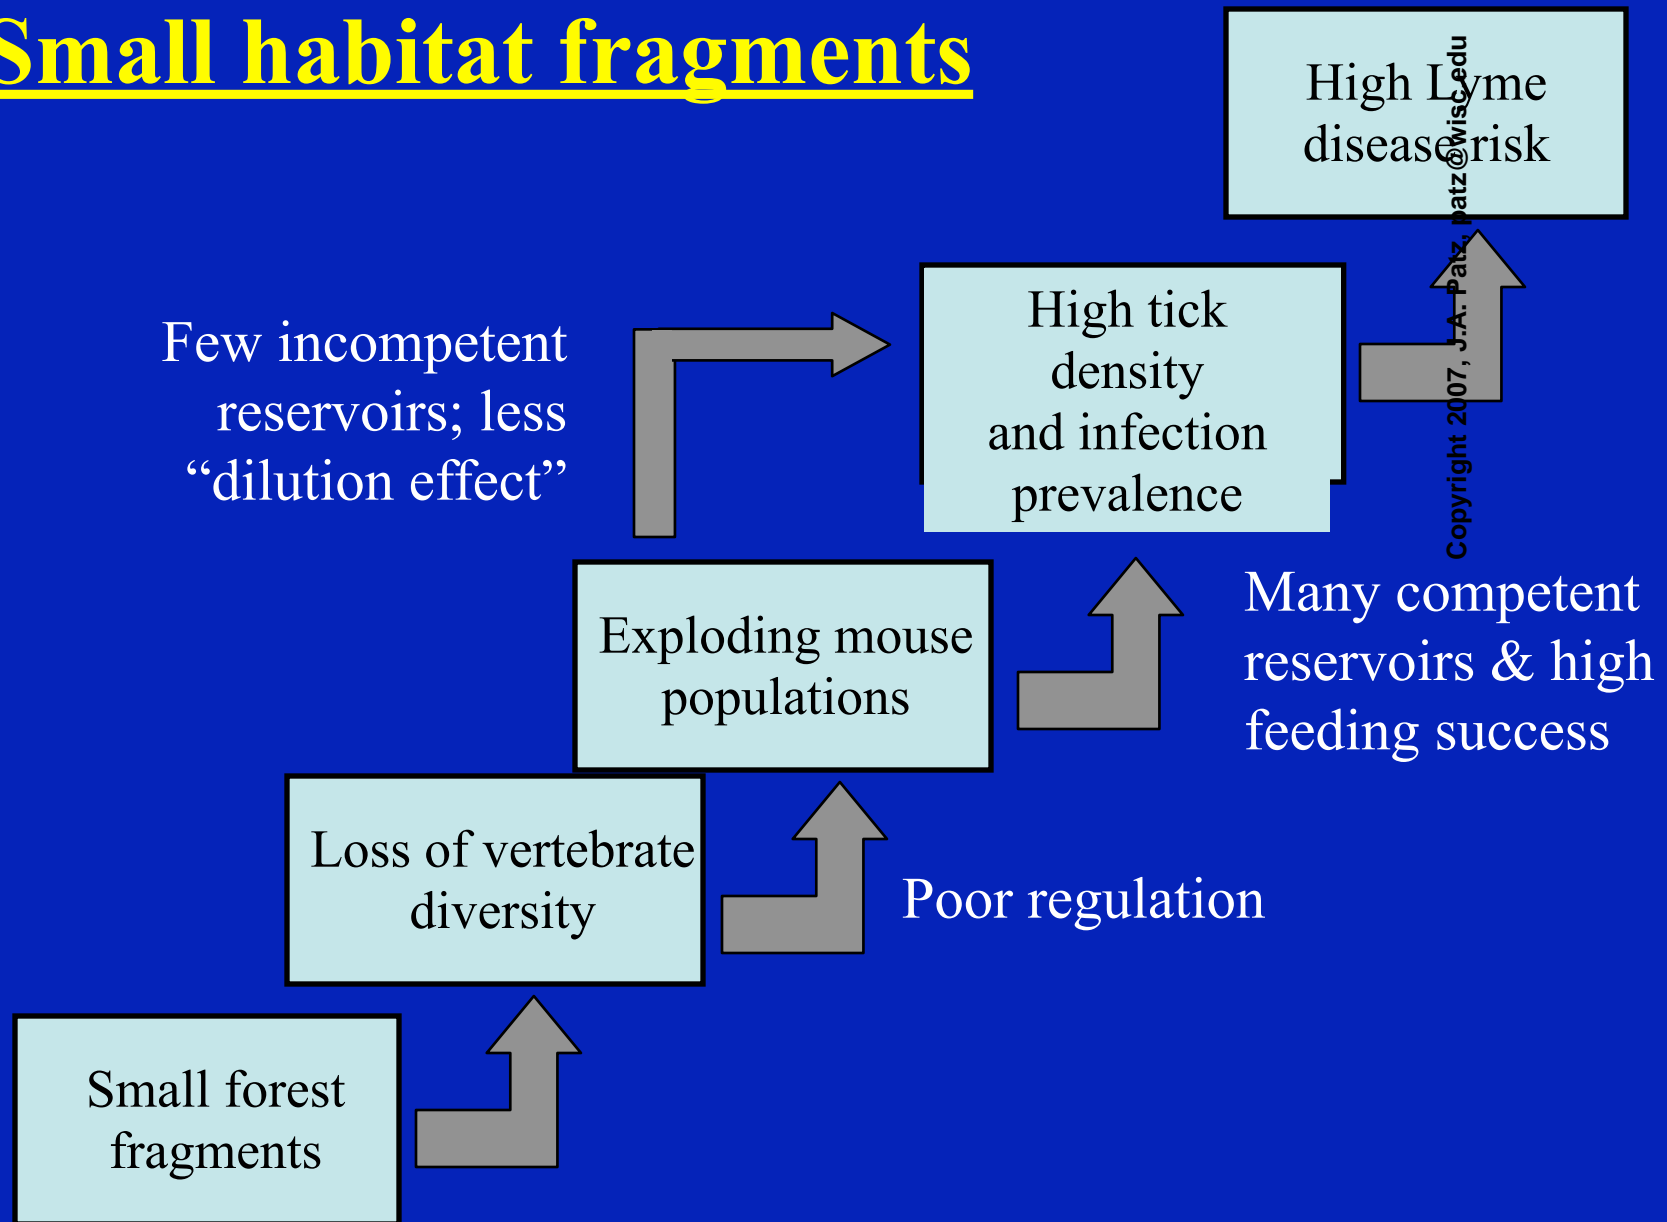 Small habitat fragments
High Lyme
disease risk
Copyright 2007, J.A. Patz, patz@wisc.edu
High tick
density
and infection
prevalence
Few incompetent
reservoirs; less
“dilution effect”
Many competent
reservoirs & high
feeding success
Exploding mouse
populations
Loss of vertebrate
diversity
Poor regulation
Small forest
fragments